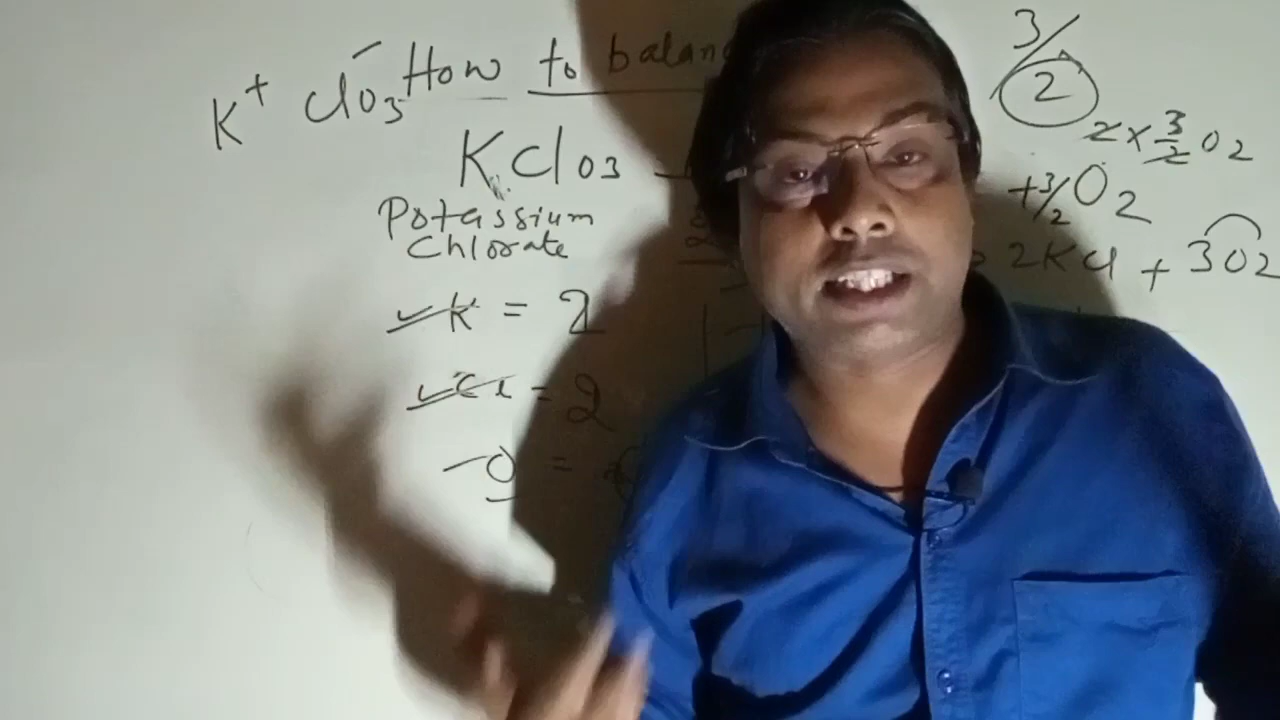 K+ ClO3-
How to balan
KClO3
Potassium
Chlorate
K = 2
Cl = 2
O =
3/2
2 x 3/2 O2
+ 3/2 O2
2KCl + 3O2